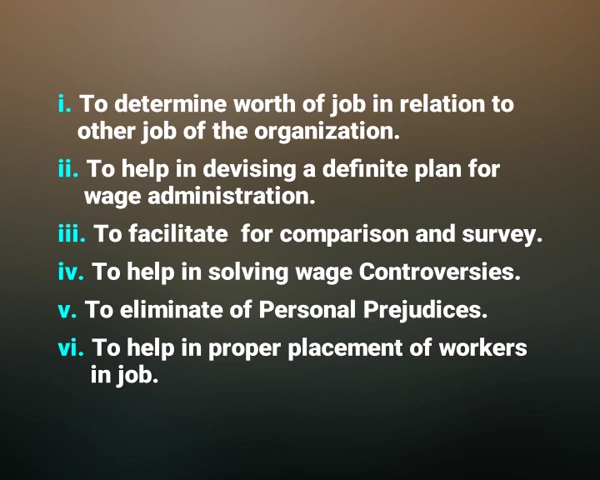 i. To determine worth of job in relation to
other job of the organization.
ii. To help in devising a definite plan for
wage administration.
iii. To facilitate  for comparison and survey.
iv. To help in solving wage Controversies.
v. To eliminate of Personal Prejudices.
vi. To help in proper placement of workers
in job.